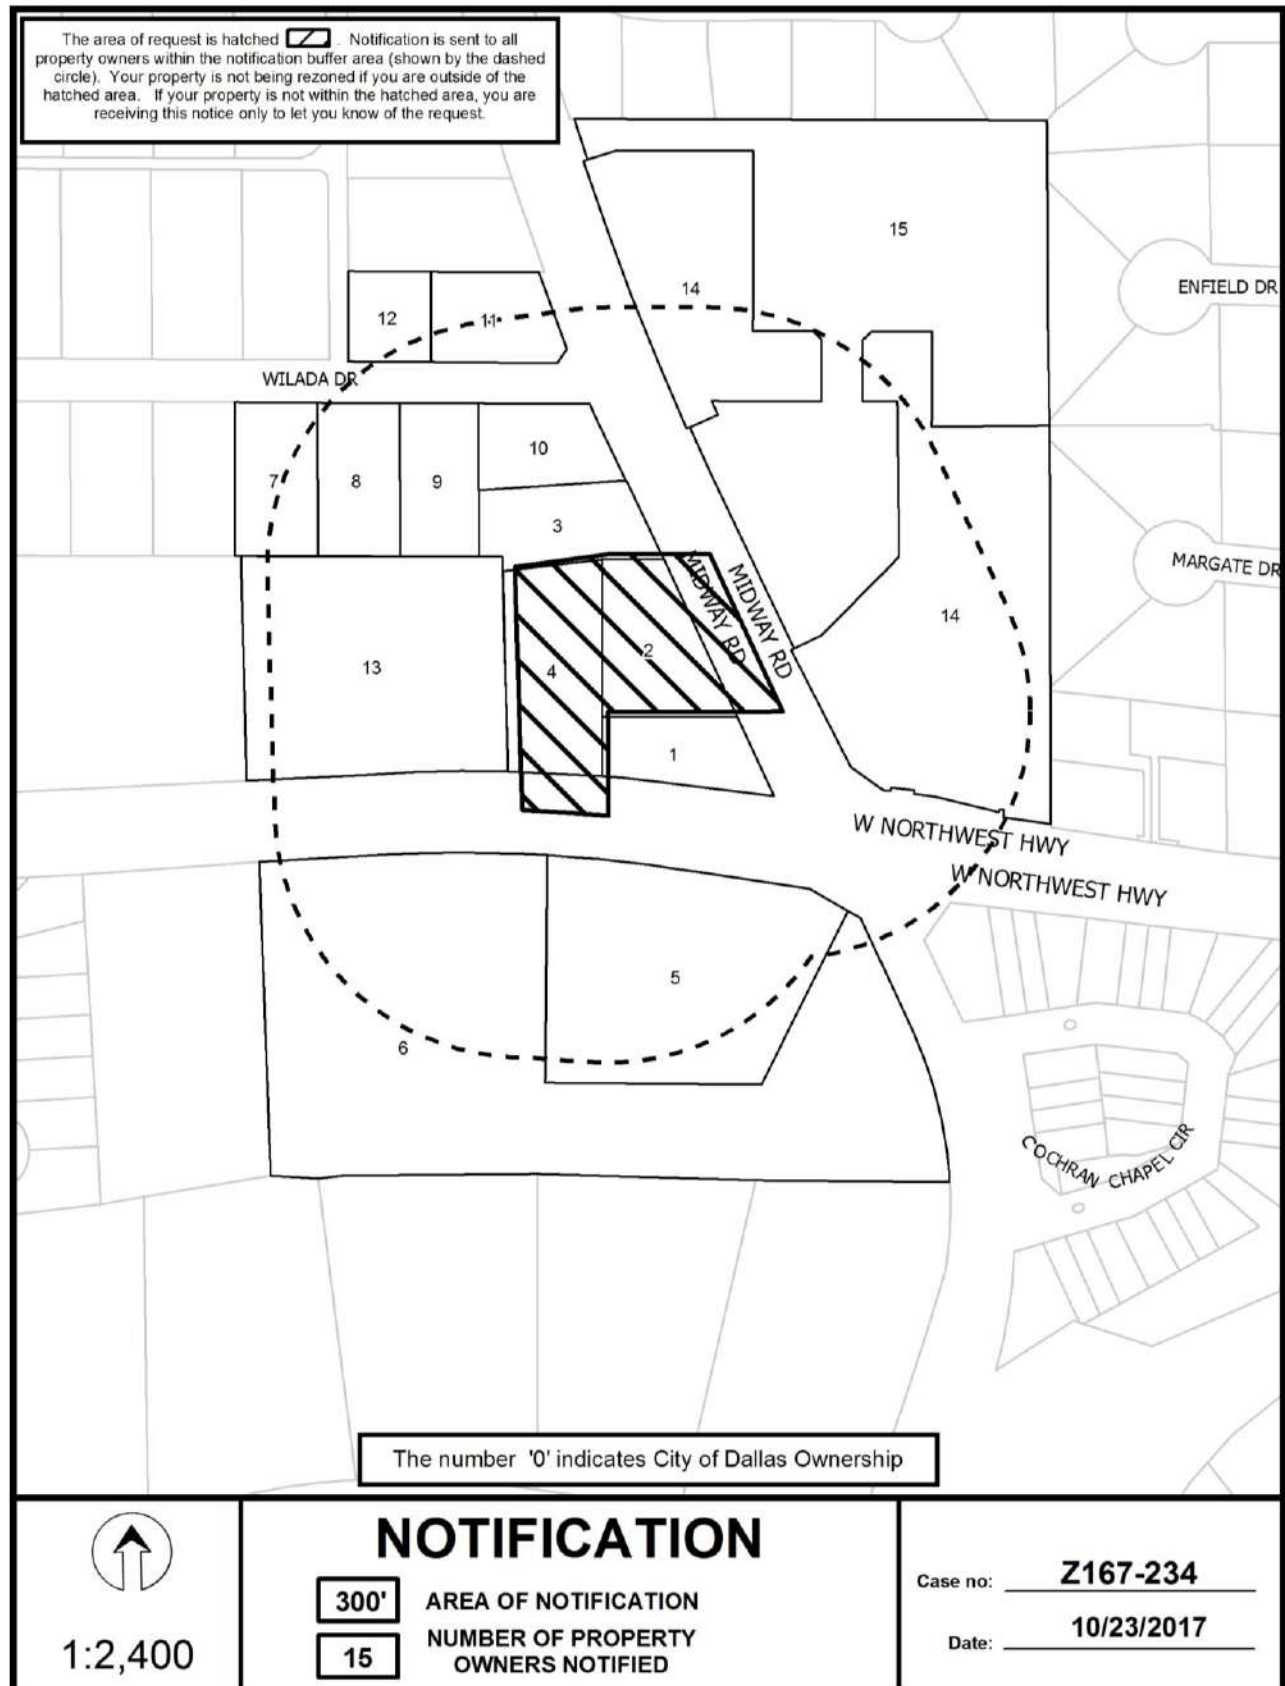 The area of request is hatched . Notification is sent to all
property owners within the notification buffer area (shown by the dashed
circle). Your property is not being rezoned if you are outside of the
hatched area. If your property is not within the hatched area, you are
receiving this notice only to let you know of the request.
15
14
ENFIELD DR
12
11
WILADA DR
10
7
8
9
3
MIDWAY RD
MIDWAY RD
MARGATE DR
14
2
13
4
1
W NORTHWEST HWY
W NORTHWEST HWY
5
6
COCHRAN CHAPEL CIR
The number '0' indicates City of Dallas Ownership
1:2,400
NOTIFICATION
300' AREA OF NOTIFICATION
15 NUMBER OF PROPERTY
OWNERS NOTIFIED
Case no: Z167-234
Date: 10/23/2017